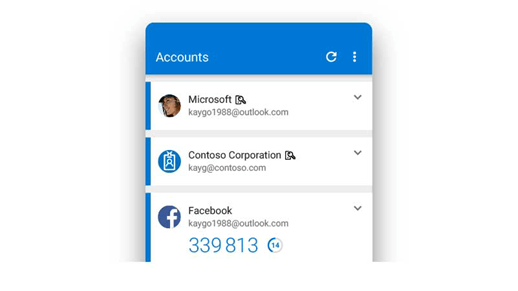 Accounts
Microsoft
kaygo1988@outlook.com
Contoso Corporation
kayg@contoso.com
Facebook
kaygo1988@outlook.com
339 813 14